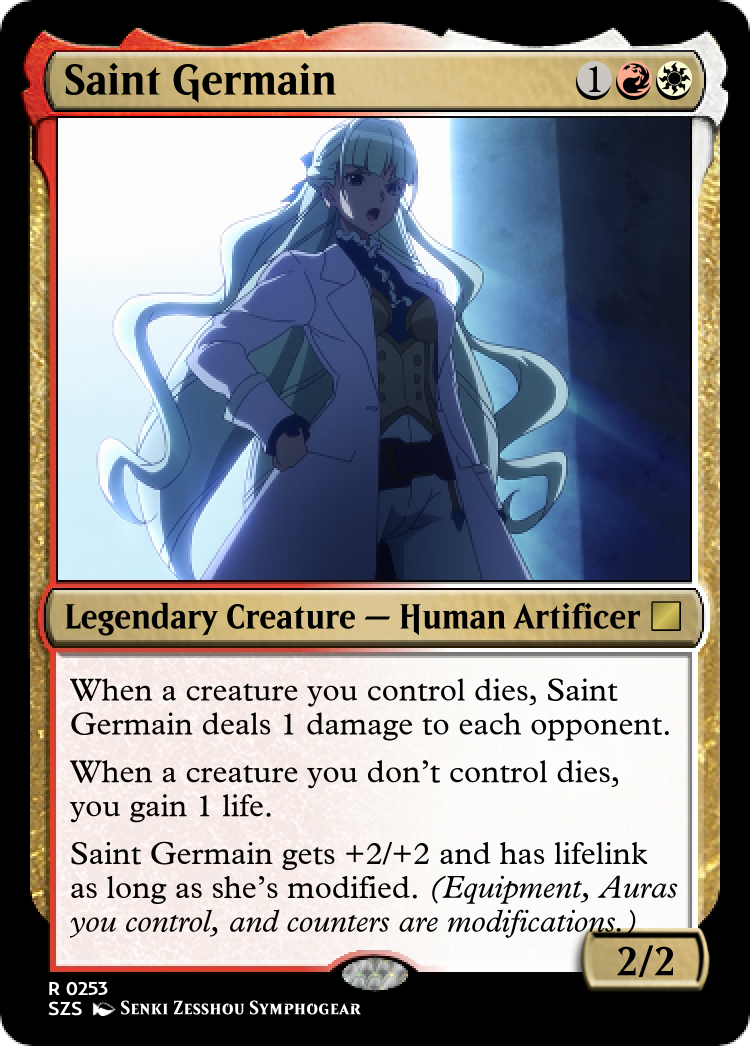 Saint Germain 1
Legendary Creature — Human Artificer
When a creature you control dies, Saint
Germain deals 1 damage to each opponent.
When a creature you don't control dies,
you gain 1 life.
Saint Germain gets +2/+2 and has lifelink
as long as she's modified. (Equipment, Auras
you control, and counters are modifications.)
2/2
R 0253
SZS Senki Zesshou Symphogear